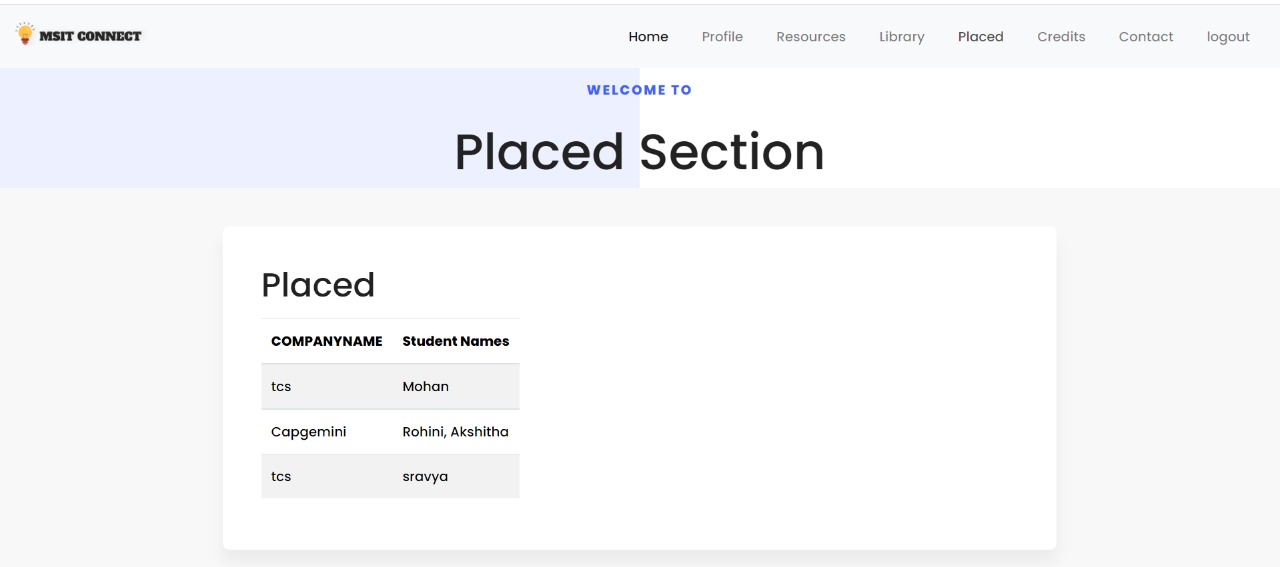 MSIT CONNECT Home Profile Resources Library Placed Credits Contact logout
WELCOME TO
Placed Section
Placed
COMPANYNAME Student Names
tcs Mohan
Capgemini Rohini, Akshitha
tcs sravya